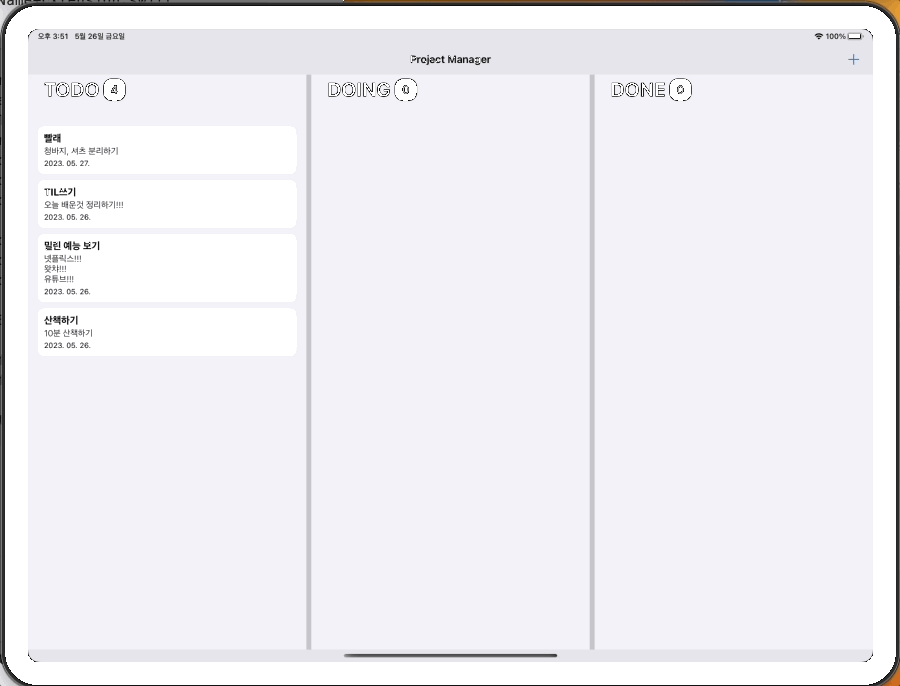 오후 3:51 5월 26일 금요일
100%
Project Manager
+
TODO 4
빨래
청바지, 셔츠 분리하기
2023. 05. 27.
TIL쓰기
오늘 배운것 정리하기!!!
2023. 05. 26.
밀린 예능 보기
넷플릭스!!!
왓챠!!!
유튜브!!!
2023. 05. 26.
산책하기
10분 산책하기
2023. 05. 26.
DOING 0
DONE 0